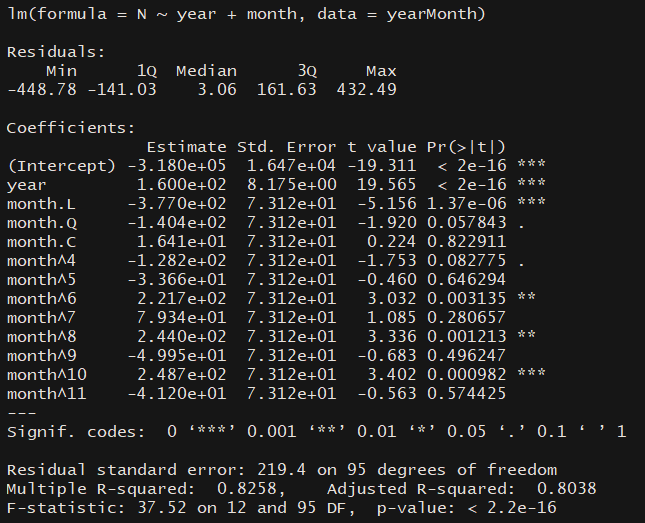 lm(formula = N ~ year + month, data = yearMonth)

Residuals:
    Min      1Q  Median      3Q     Max
-448.78 -141.03    3.06  161.63  432.49

Coefficients:
              Estimate Std. Error t value Pr(>|t|)
(Intercept) -3.180e+05  1.647e+04 -19.311  < 2e-16 ***
year         1.600e+02  8.175e+00  19.565  < 2e-16 ***
month.L     -3.770e+02  7.312e+01  -5.156 1.37e-06 ***
month.Q     -1.404e+02  7.312e+01  -1.920 0.057843 .
month.C      1.641e+01  7.312e+01   0.224 0.822911
month^4     -1.282e+02  7.312e+01  -1.753 0.082775 .
month^5     -3.366e+01  7.312e+01  -0.460 0.646294
month^6      2.217e+02  7.312e+01   3.032 0.003135 **
month^7      7.934e+01  7.312e+01   1.085 0.280657
month^8      2.440e+02  7.312e+01   3.336 0.001213 **
month^9     -4.995e+01  7.312e+01  -0.683 0.496247
month^10     2.487e+02  7.312e+01   3.402 0.000982 ***
month^11    -4.120e+01  7.312e+01  -0.563 0.574425
---
Signif. codes:  0 ‘***’ 0.001 ‘**’ 0.01 ‘*’ 0.05 ‘.’ 0.1 ‘ ’ 1

Residual standard error: 219.4 on 95 degrees of freedom
Multiple R-squared:  0.8258,    Adjusted R-squared:  0.8038
F-statistic: 37.52 on 12 and 95 DF,  p-value: < 2.2e-16